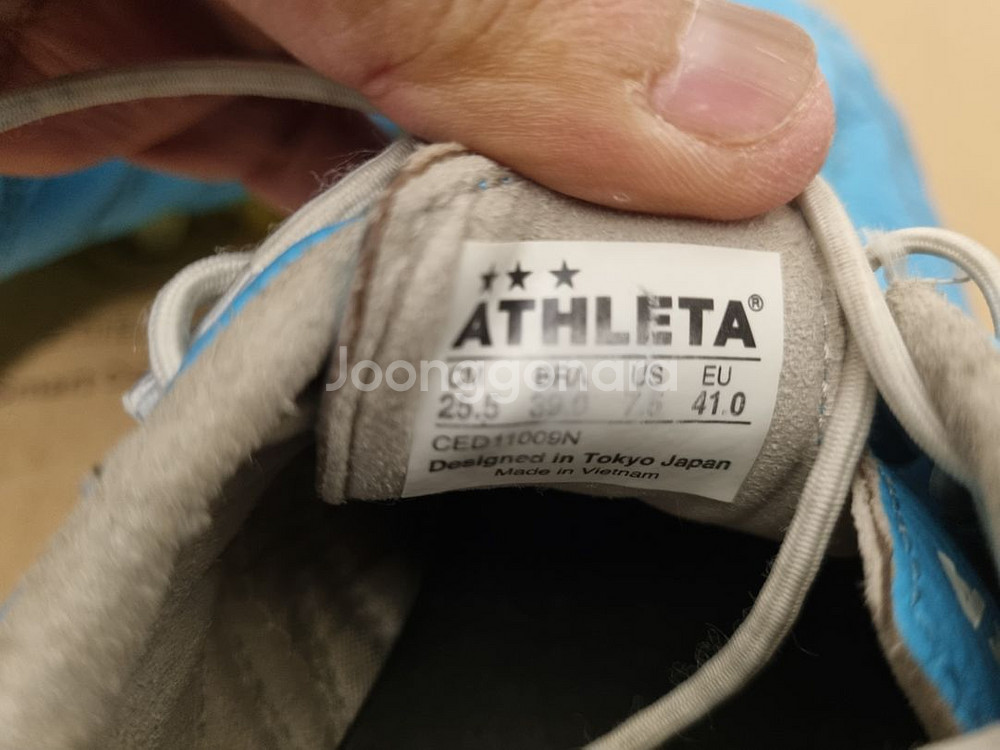 ATHLETA®
CM BRA US EU
25.5 39.0 7.5 41.0
CED11009N
Designed in Tokyo Japan
Made in Vietnam
Joonggonara